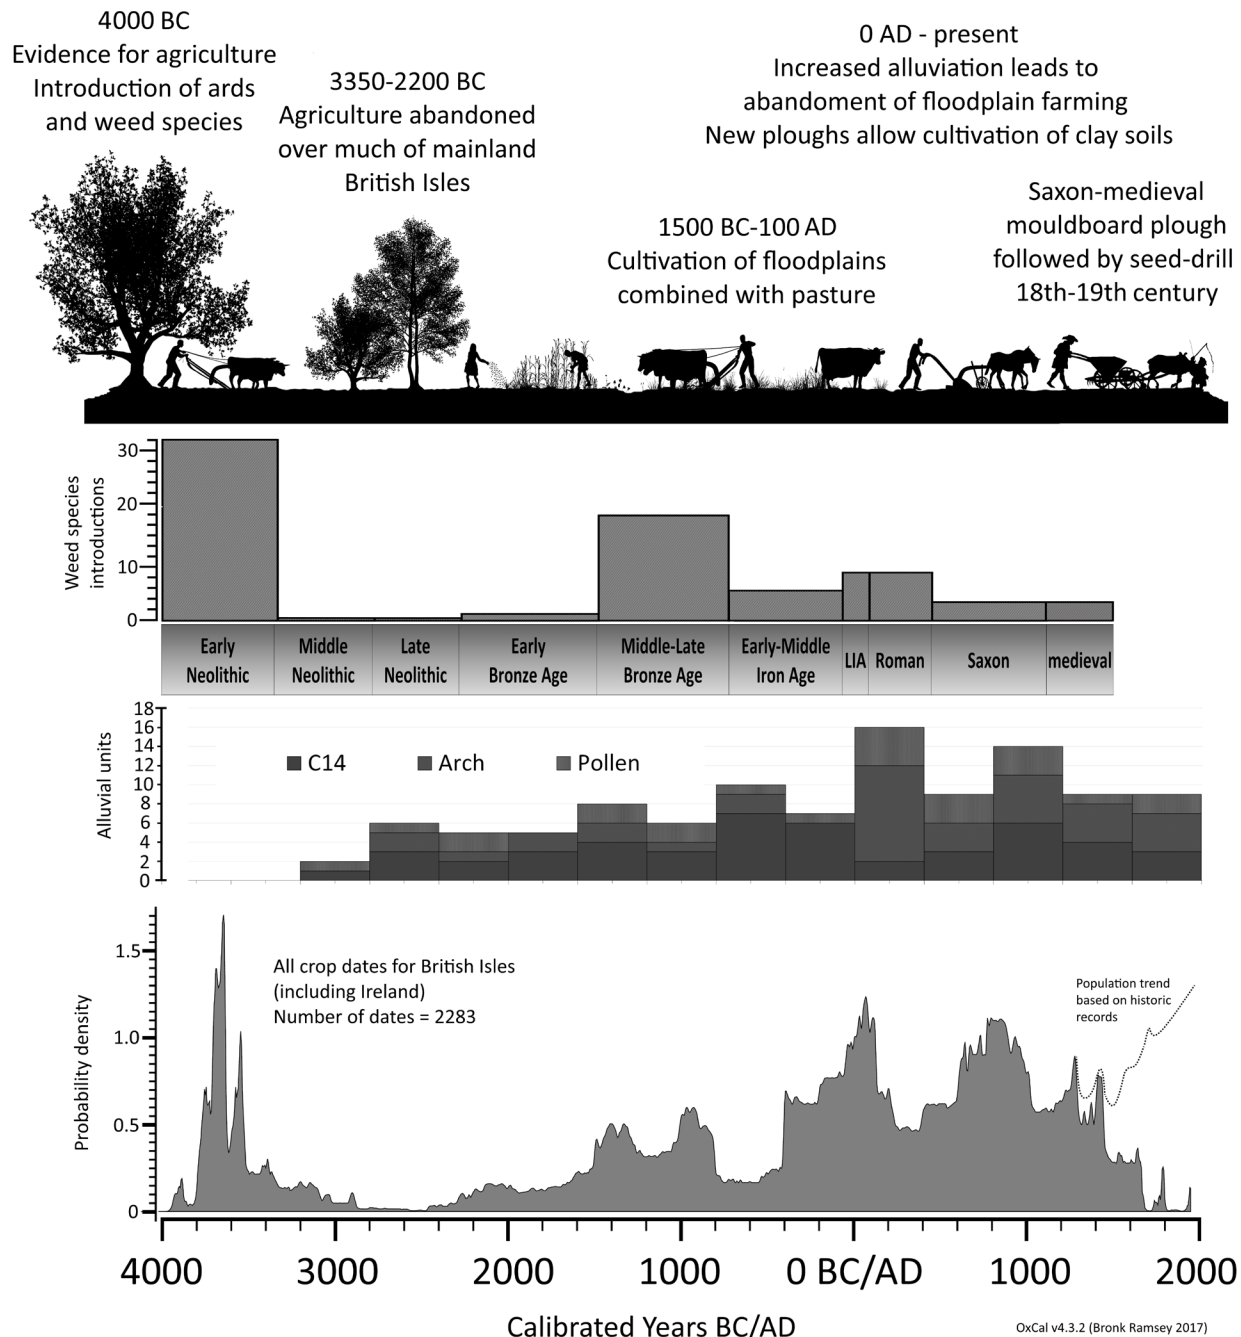 4000 BC
Evidence for agriculture
Introduction of ards
and weed species
3350-2200 BC
Agriculture abandoned
over much of mainland
British Isles
0 AD - present
Increased alluviation leads to
abandoment of floodplain farming
New ploughs allow cultivation of clay soils
1500 BC-100 AD
Cultivation of floodplains
combined with pasture
Saxon-medieval
mouldboard plough
followed by seed-drill
18th-19th century
Weed species
introductions
30
20
10
0
Early
Neolithic
Middle
Neolithic
Late
Neolithic
Early
Bronze Age
Middle-Late
Bronze Age
Early-Middle
Iron Age
LIA
Roman
Saxon
medieval
Alluvial units
18
16
14
12
10
8
6
4
2
0
C14
Arch
Pollen
Probability density
1.5
1.0
0.5
0
All crop dates for British Isles
(including Ireland)
Number of dates = 2283
Population trend
based on historic
records
4000
3000
2000
1000
0 BC/AD
1000
2000
Calibrated Years BC/AD
OxCal v4.3.2 (Bronk Ramsey 2017)